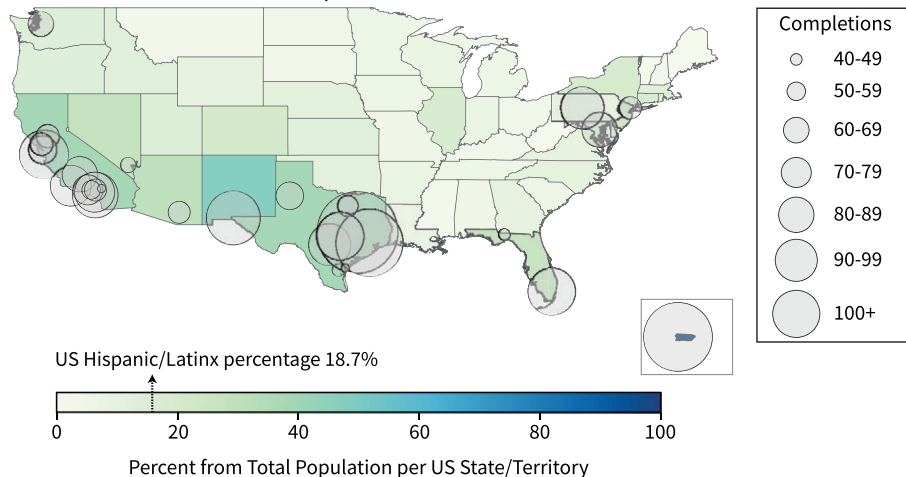 Completions
40-49
50-59
60-69
70-79
80-89
90-99
100+
US Hispanic/Latinx percentage 18.7%
0 20 40 60 80 100
Percent from Total Population per US State/Territory